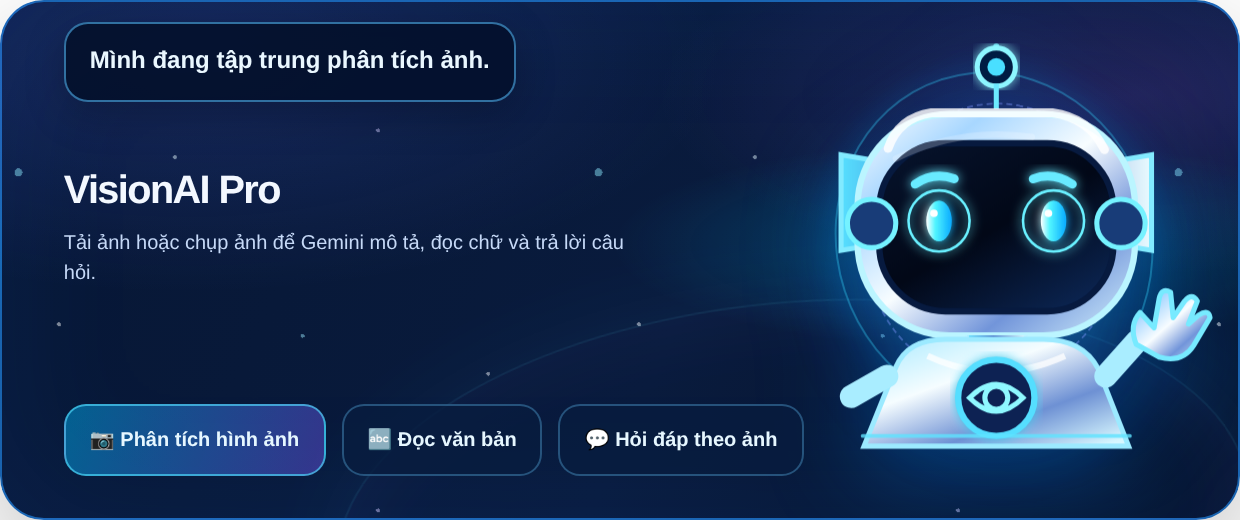 Mình đang tập trung phân tích ảnh.
VisionAI Pro
Tải ảnh hoặc chụp ảnh để Gemini mô tả, đọc chữ và trả lời câu
hỏi.
📷 Phân tích hình ảnh
🔤 Đọc văn bản
💬 Hỏi đáp theo ảnh